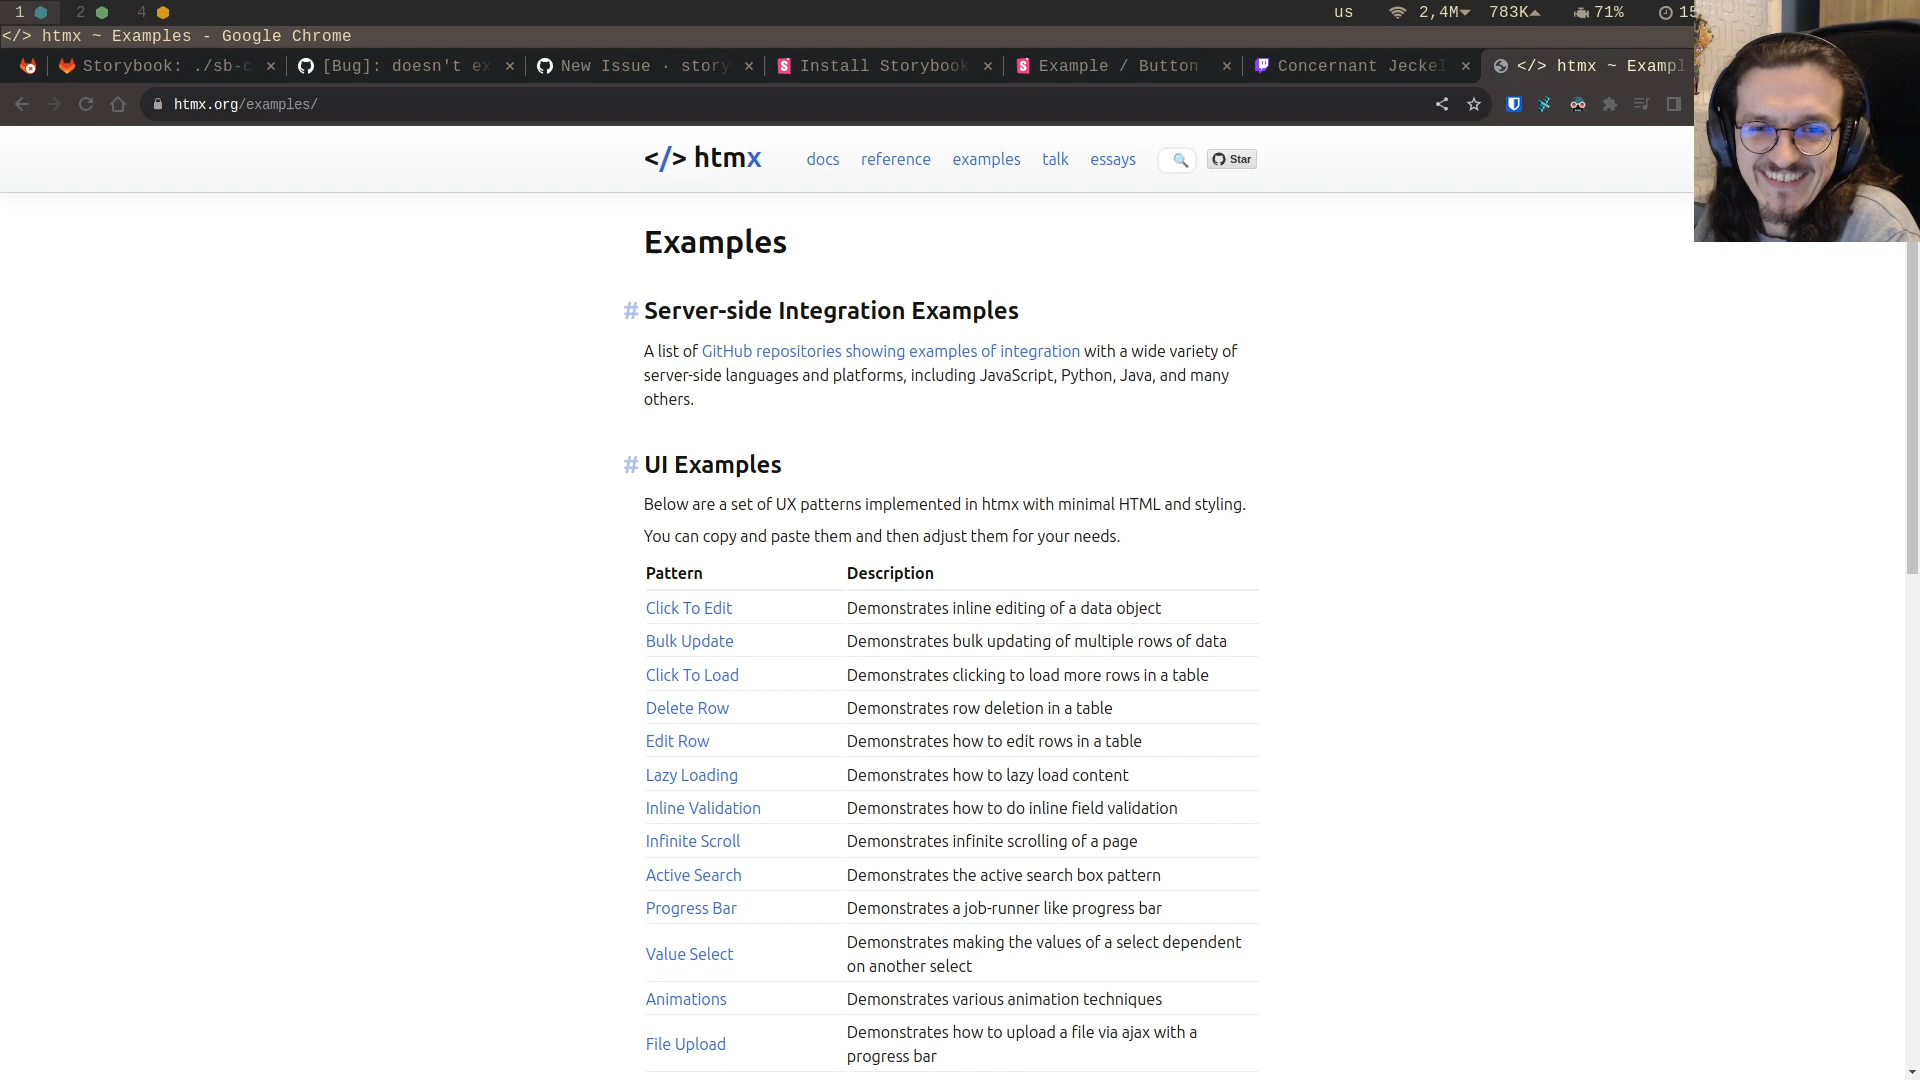 1 2 4 us 2,4M 783K 71% 15
</> htmx ~ Examples - Google Chrome
Storybook: ./sb-c × [Bug]: doesn't ex × New Issue · story × Install Storybook × Example / Button × Concernant Jeckel × </> htmx ~ Exampl
htmx.org/examples/
</> htmx docs reference examples talk essays Star
Examples
# Server-side Integration Examples
A list of GitHub repositories showing examples of integration with a wide variety of
server-side languages and platforms, including JavaScript, Python, Java, and many
others.
# UI Examples
Below are a set of UX patterns implemented in htmx with minimal HTML and styling.
You can copy and paste them and then adjust them for your needs.
Pattern Description
Click To Edit Demonstrates inline editing of a data object
Bulk Update Demonstrates bulk updating of multiple rows of data
Click To Load Demonstrates clicking to load more rows in a table
Delete Row Demonstrates row deletion in a table
Edit Row Demonstrates how to edit rows in a table
Lazy Loading Demonstrates how to lazy load content
Inline Validation Demonstrates how to do inline field validation
Infinite Scroll Demonstrates infinite scrolling of a page
Active Search Demonstrates the active search box pattern
Progress Bar Demonstrates a job-runner like progress bar
Value Select Demonstrates making the values of a select dependent
on another select
Animations Demonstrates various animation techniques
File Upload Demonstrates how to upload a file via ajax with a
progress bar